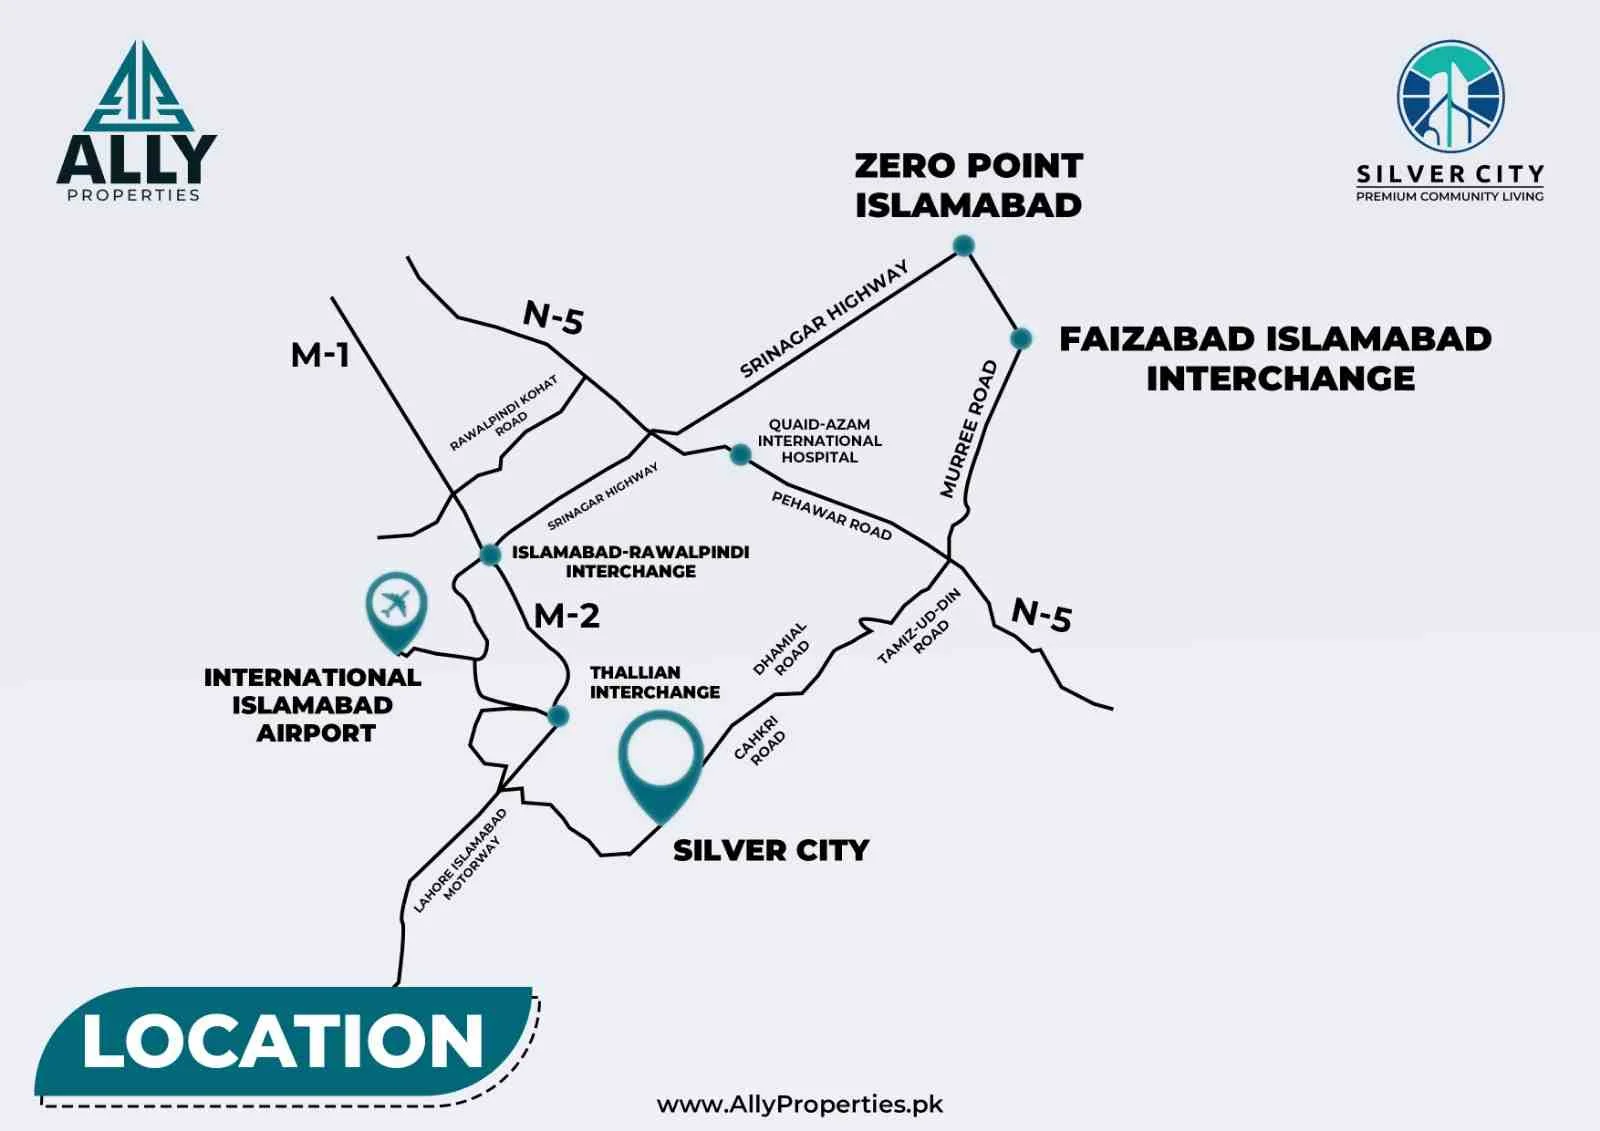 ALLY
PROPERTIES
SILVER CITY
PREMIUM COMMUNITY LIVING
ZERO POINT
ISLAMABAD
SRINAGAR HIGHWAY
N-5
M-1
FAIZABAD ISLAMABAD
INTERCHANGE
RAWALPINDI KOHAT
ROAD
MURREE ROAD
QUAID-AZAM
INTERNATIONAL
HOSPITAL
SRINAGAR HIGHWAY
PEHAWAR ROAD
ISLAMABAD-RAWALPINDI
INTERCHANGE
M-2
N-5
TAMIZ-UD-DIN
ROAD
DHAMIAL
ROAD
INTERNATIONAL
ISLAMABAD
AIRPORT
THALLIAN
INTERCHANGE
CAHKRI
ROAD
SILVER CITY
LAHORE ISLAMABAD
MOTORWAY
LOCATION
www.AllyProperties.pk